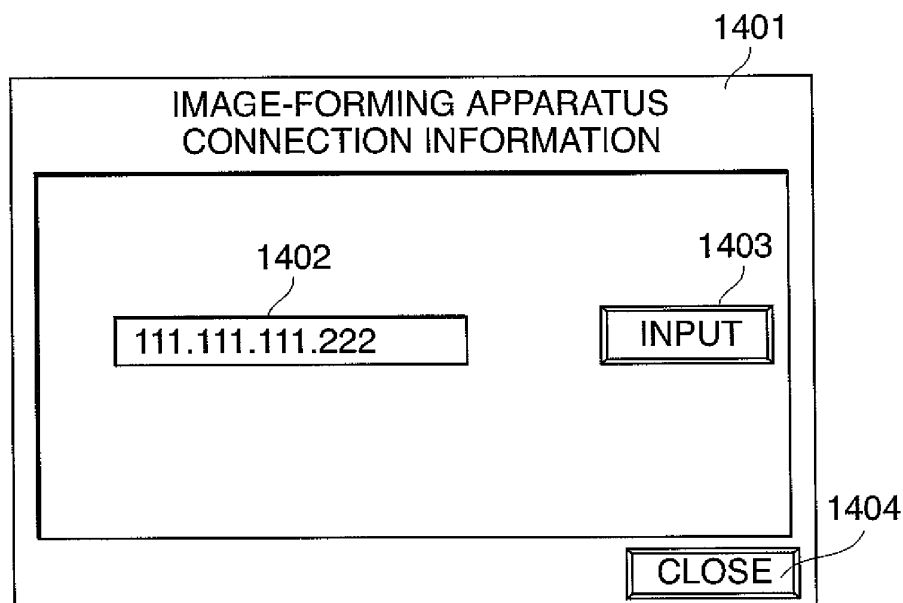 1401
IMAGE-FORMING APPARATUS
CONNECTION INFORMATION
1402
1403
111.111.111.222
INPUT
1404
CLOSE